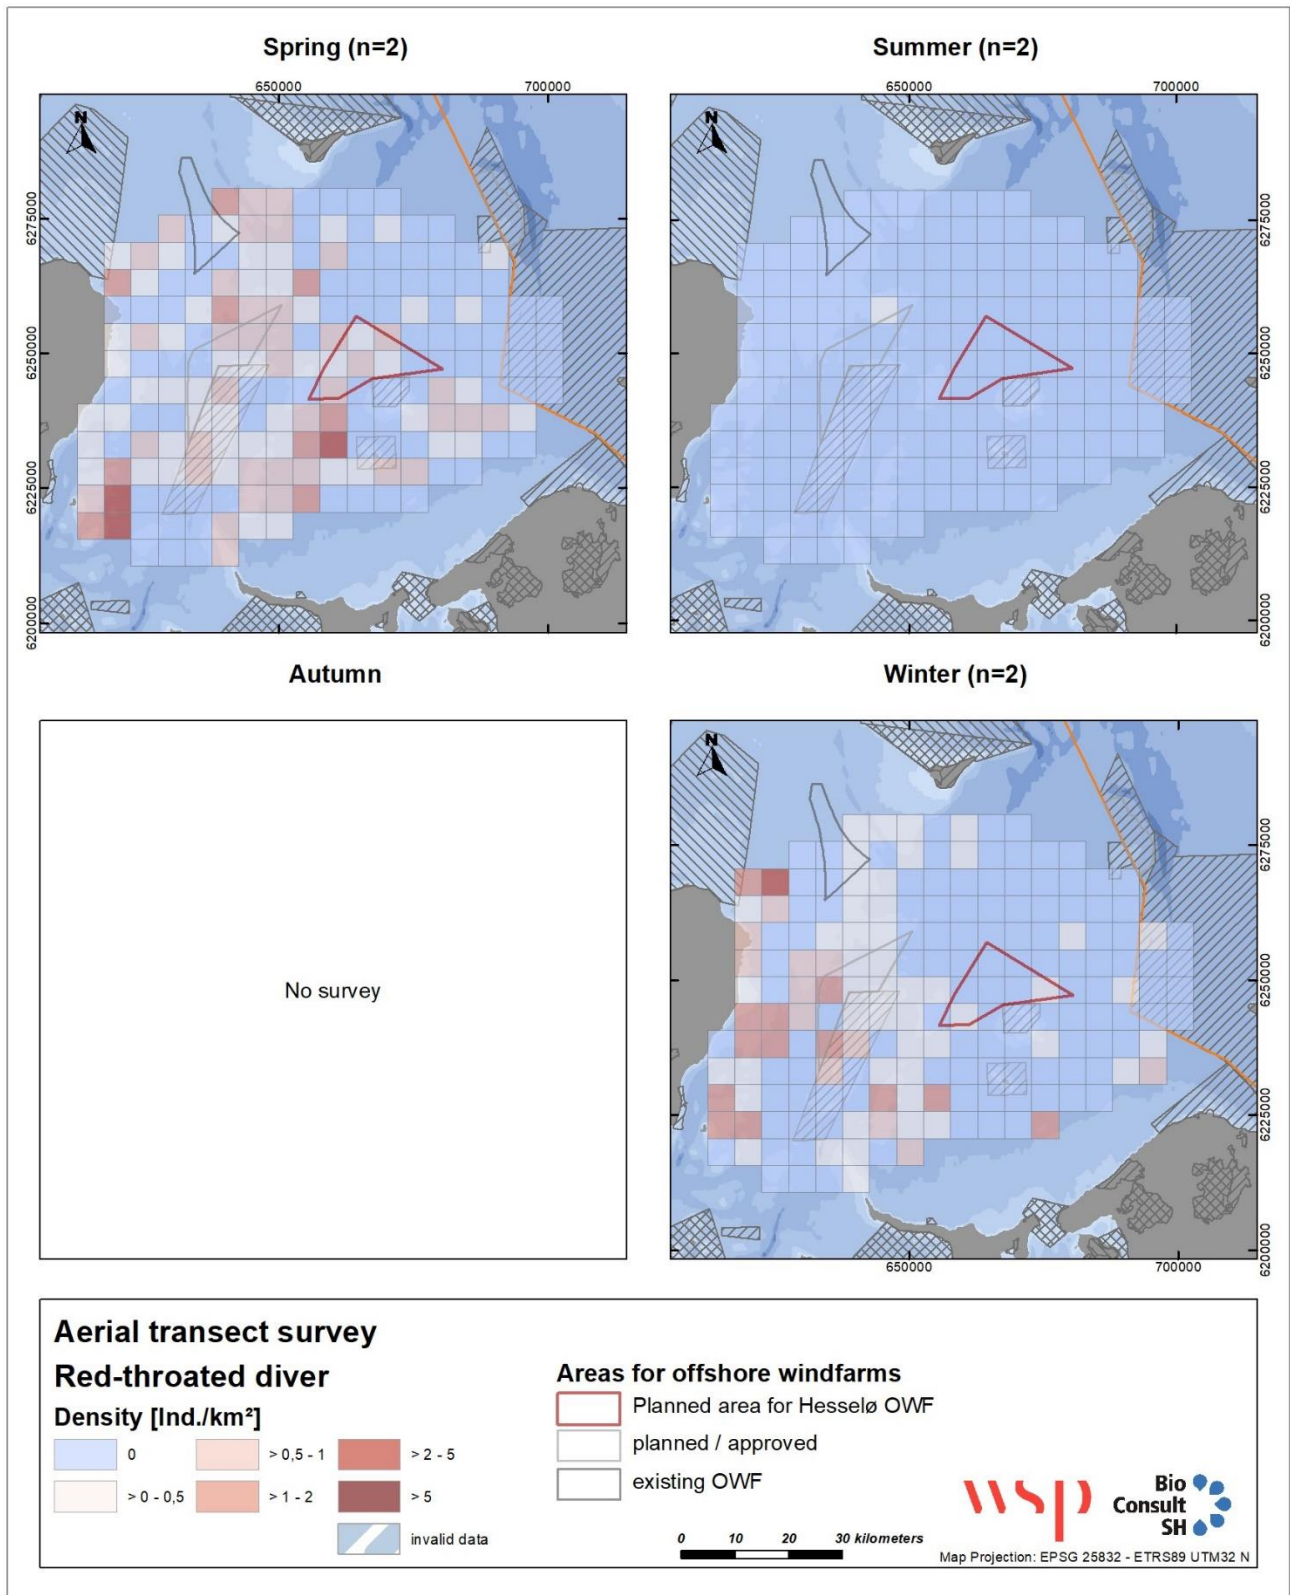 Spring (n=2)
Summer (n=2)
650000
700000
650000
700000
N
N
6275000
6250000
6225000
6200000
6275000
6250000
6225000
6200000
Autumn
Winter (n=2)
No survey
N
6275000
6250000
6225000
6200000
650000
700000
Aerial transect survey
Red-throated diver
Density [Ind./km²]
0
> 0,5 - 1
> 2 - 5
> 0 - 0,5
> 1 - 2
> 5
invalid data
Areas for offshore windfarms
Planned area for Hesselø OWF
planned / approved
existing OWF
0 10 20 30 kilometers
wsp
Bio
Consult
SH
Map Projection: EPSG 25832 - ETRS89 UTM32 N